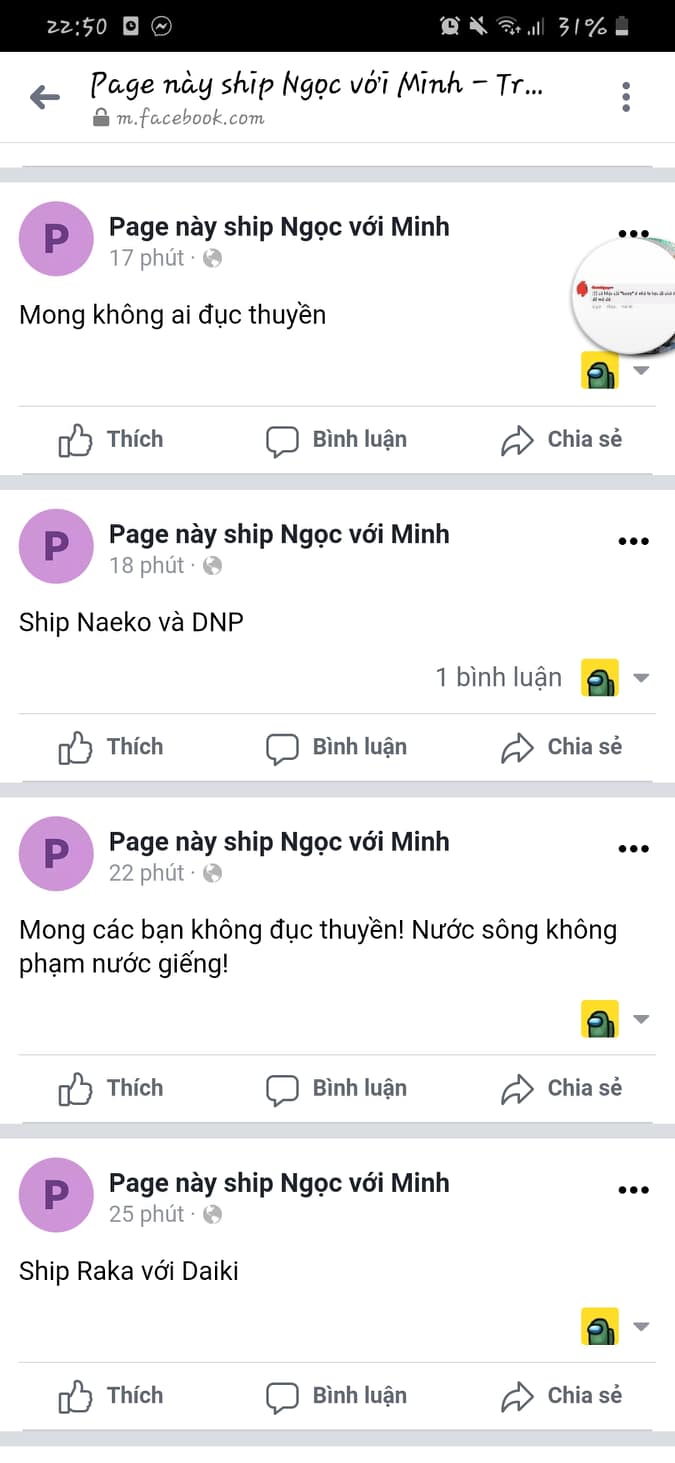 22:50
31%
Page này ship Ngọc với Minh – Tr...
m.facebook.com
Page này ship Ngọc với Minh
17 phút ·
Mong không ai đục thuyền
Thích
Bình luận
Chia sẻ
Page này ship Ngọc với Minh
18 phút ·
Ship Naeko và DNP
1 bình luận
Thích
Bình luận
Chia sẻ
Page này ship Ngọc với Minh
22 phút ·
Mong các bạn không đục thuyền! Nước sông không
phạm nước giếng!
Thích
Bình luận
Chia sẻ
Page này ship Ngọc với Minh
25 phút ·
Ship Raka với Daiki
Thích
Bình luận
Chia sẻ